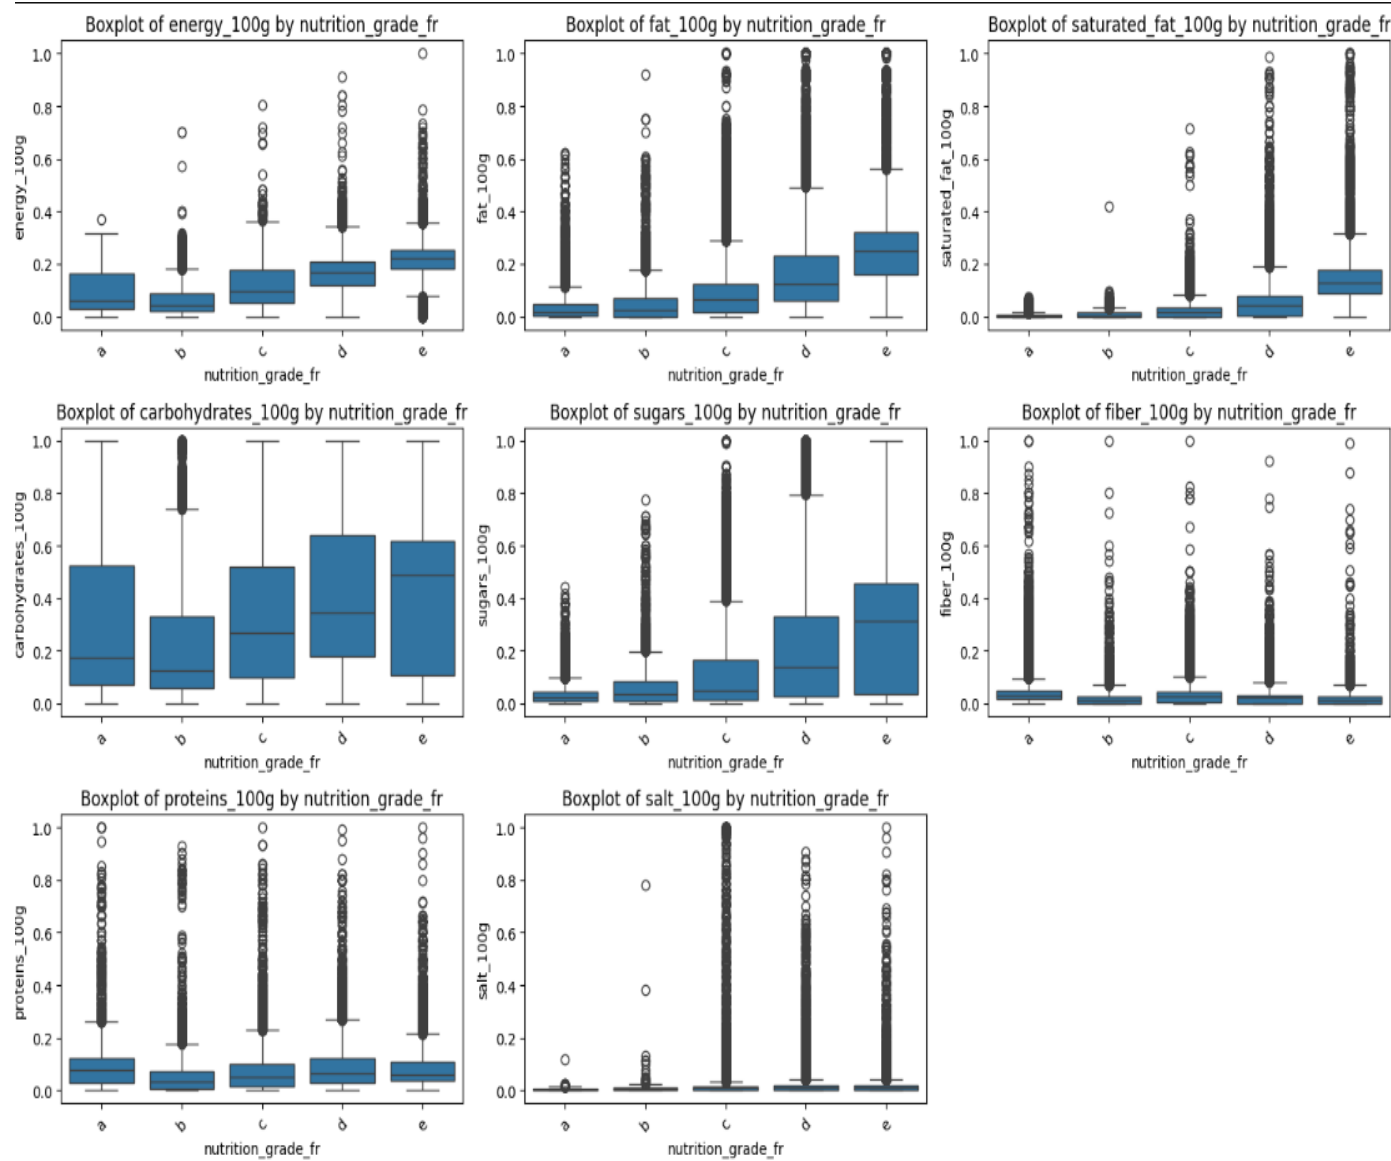 Boxplot of energy_100g by nutrition_grade_fr
energy_100g
1.0
0.8
0.6
0.4
0.2
0.0
a b c d e
nutrition_grade_fr
Boxplot of fat_100g by nutrition_grade_fr
fat_100g
1.0
0.8
0.6
0.4
0.2
0.0
a b c d e
nutrition_grade_fr
Boxplot of saturated_fat_100g by nutrition_grade_fr
saturated_fat_100g
1.0
0.8
0.6
0.4
0.2
0.0
a b c d e
nutrition_grade_fr
Boxplot of carbohydrates_100g by nutrition_grade_fr
carbohydrates_100g
1.0
0.8
0.6
0.4
0.2
0.0
a b c d e
nutrition_grade_fr
Boxplot of sugars_100g by nutrition_grade_fr
sugars_100g
1.0
0.8
0.6
0.4
0.2
0.0
a b c d e
nutrition_grade_fr
Boxplot of fiber_100g by nutrition_grade_fr
fiber_100g
1.0
0.8
0.6
0.4
0.2
0.0
a b c d e
nutrition_grade_fr
Boxplot of proteins_100g by nutrition_grade_fr
proteins_100g
1.0
0.8
0.6
0.4
0.2
0.0
a b c d e
nutrition_grade_fr
Boxplot of salt_100g by nutrition_grade_fr
salt_100g
1.0
0.8
0.6
0.4
0.2
0.0
a b c d e
nutrition_grade_fr